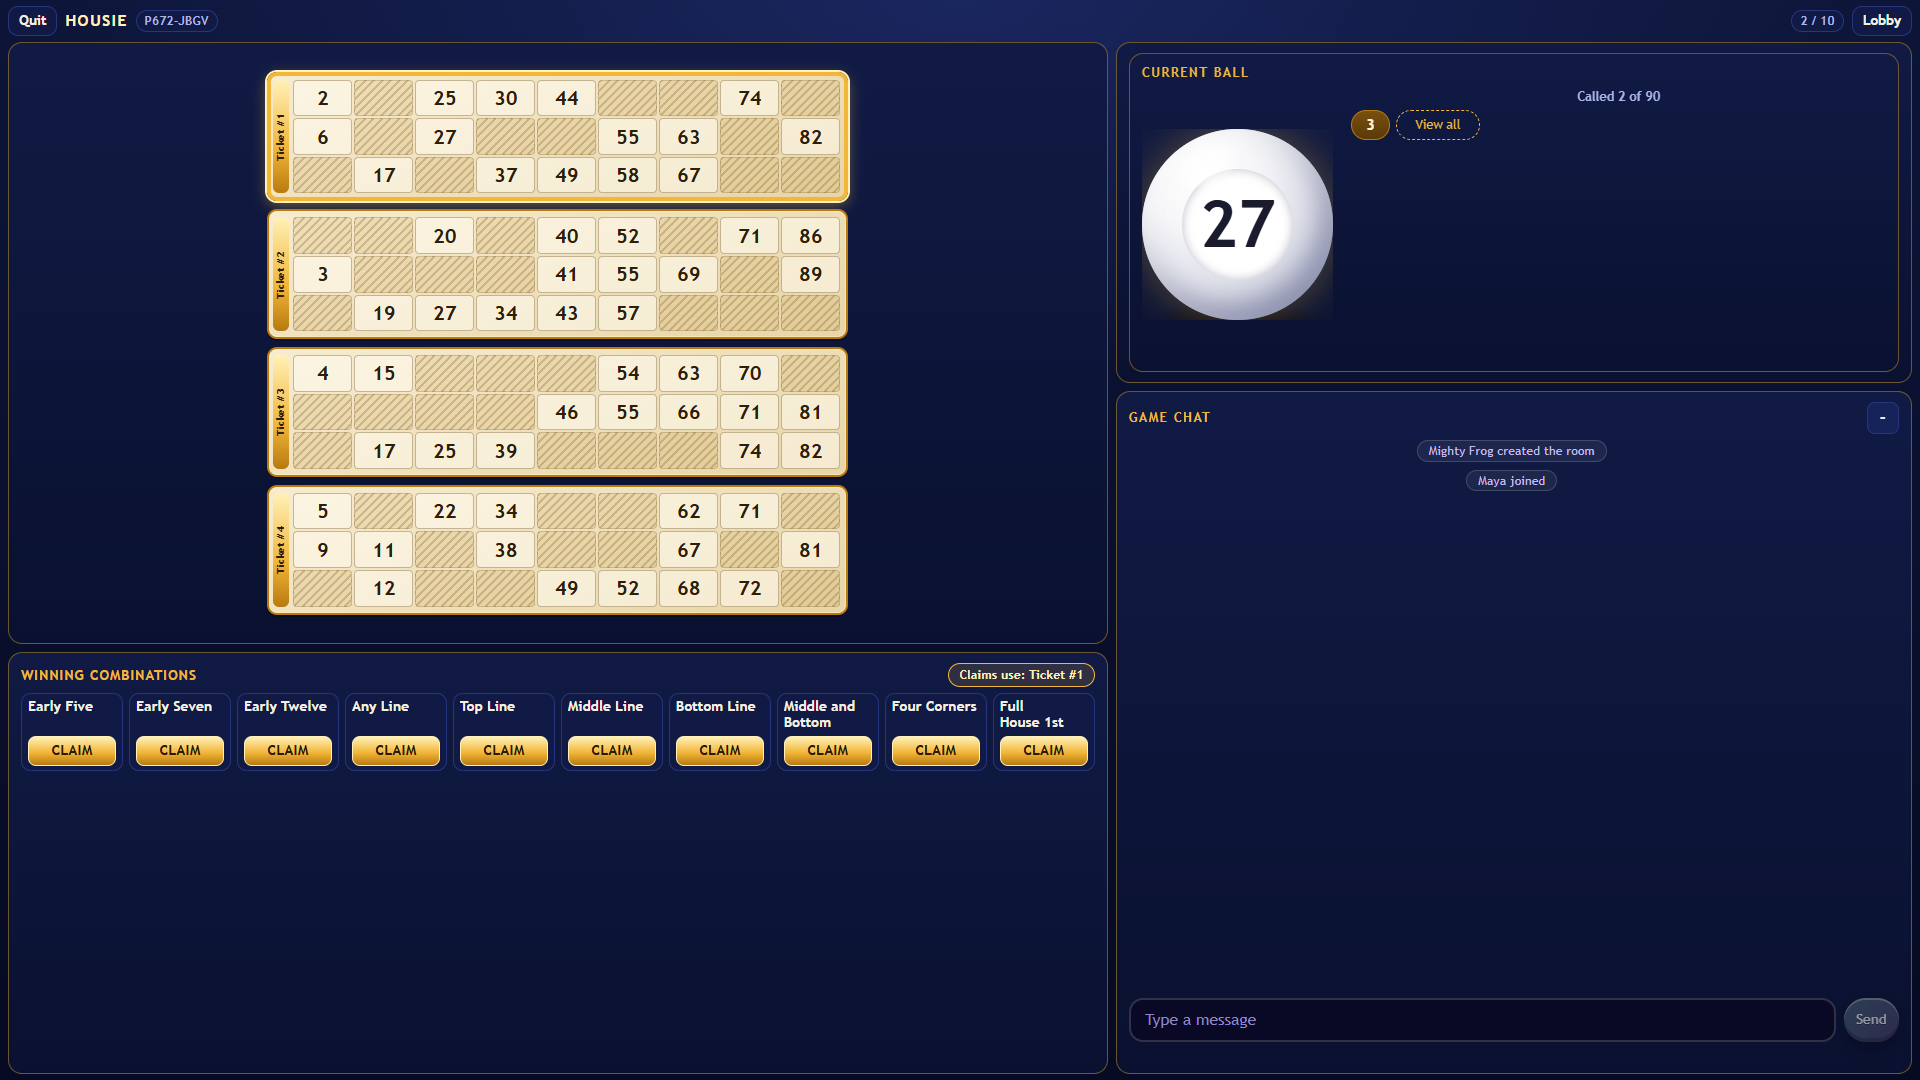 Quit HOUSIE P672-JBGV 2 / 10 Lobby
Ticket #1
2 25 30 44 74
6 27 55 63 82
17 37 49 58 67
Ticket #2
20 40 52 71 86
3 41 55 69 89
19 27 34 43 57
Ticket #3
4 15 54 63 70
46 55 66 71 81
17 25 39 74 82
Ticket #4
5 22 34 62 71
9 11 38 67 81
12 49 52 68 72
WINNING COMBINATIONS Claims use: Ticket #1
Early Five
CLAIM
Early Seven
CLAIM
Early Twelve
CLAIM
Any Line
CLAIM
Top Line
CLAIM
Middle Line
CLAIM
Bottom Line
CLAIM
Middle and
Bottom
CLAIM
Four Corners
CLAIM
Full
House 1st
CLAIM
CURRENT BALL
Called 2 of 90
3 View all
27
GAME CHAT -
Mighty Frog created the room
Maya joined
Type a message Send